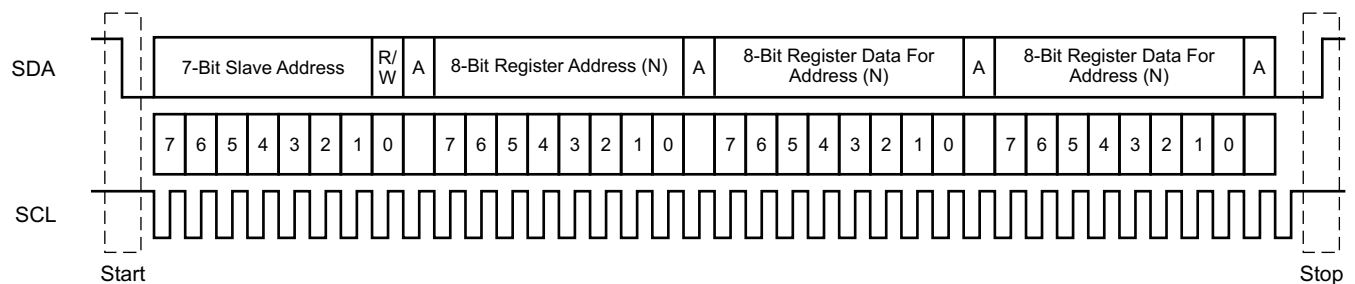 SDA
7-Bit Slave Address
R/
W
A
8-Bit Register Address (N)
A
8-Bit Register Data For
Address (N)
A
8-Bit Register Data For
Address (N)
A
7 6 5 4 3 2 1 0 7 6 5 4 3 2 1 0 7 6 5 4 3 2 1 0 7 6 5 4 3 2 1 0
SCL
Start
Stop